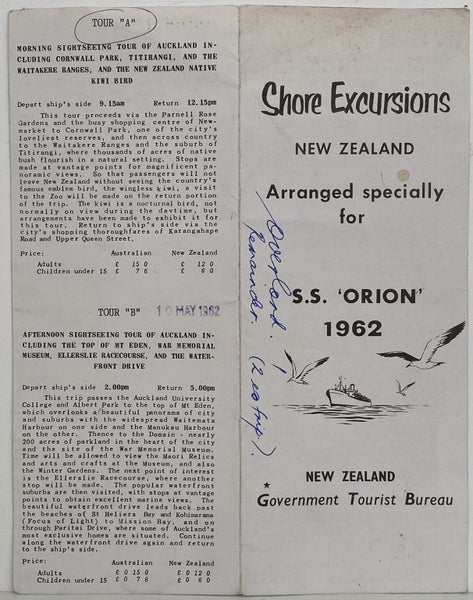 TOUR "A"
MAY 1962
MORNING SIGHTSEEING TOUR OF AUCKLAND IN-
CLUDING CORNWALL PARK, TITIRANGI, AND THE
WAITAKERE RANGES, AND THE NEW ZEALAND NATIVE
KIWI BIRD
Depart ship's side 9.15am Return 12.15pm
This tour proceeds via the Parnell Rose
Gardens and the busy shopping centre of New-
market to Cornwall Park, one of the city's
loveliest reserves, and then across country
to the Waitakere Ranges and the suburb of
Titirangi, where thousands of acres of native
bush flourish in a natural setting. Stops are
made at vantage points for magnificent pa-
noramic views. So that passengers will not
leave New Zealand without seeing the country's
famous emblem bird, the wingless kiwi, a visit
to the Zoo will be made on the return portion
of the trip. The kiwi is a nocturnal bird, not
normally on view during the daytime, but
arrangements have been made to exhibit it for
this tour. Return to ship's side via the
city's shopping thoroughfares of Karangahape
Road and Upper Queen Street.
Price: Australian New Zealand
Adults £ 15 0 £ 12 0
Children under 15 £ 7 6 £ 6 0
TOUR "B"
10 MAY 1962
AFTERNOON SIGHTSEEING TOUR OF AUCKLAND IN-
CLUDING THE TOP OF MT EDEN, WAR MEMORIAL
MUSEUM, ELLERSLIE RACECOURSE, AND THE WATER-
FRONT DRIVE
Depart ship's side 2.00pm Return 5.00pm
This trip passes the Auckland University
College and Albert Park to the top of Mt Eden,
which overlooks a beautiful panorama of city
and suburbs with the widespread Waitemata
Harbour on one side and the Manukau Harbour
on the other. Thence to the Domain - nearly
200 acres of parkland in the heart of the city
and the site of the War Memorial Museum.
Time will be allowed to view the Maori Relics
and arts and crafts at the Museum, and also
the Winter Gardens. The next point of interest
is the Ellerslie Racecourse, where another
stop will be made. The popular waterfront
suburbs are then visited, with stops at vantage
points to obtain excellent marine views. The
beautiful waterfront drive leads back past
the beaches of St Heliers Bay and Kohimarama
(Focus of Light) to Mission Bay, and on
through Paritai Drive, where some of Auckland's
most exclusive homes are situated. Continue
along the waterfront drive again and return
to the ship's side.
Price: Australian New Zealand
Adults £ 0 15 0 £ 0 12 0
Children under 15 £ 0 7 6 £ 0 6 0
Shore Excursions
NEW ZEALAND
Arranged specially
for
S.S. 'ORION'
1962
Overland.
remainder.
NEW ZEALAND
Government Tourist Bureau